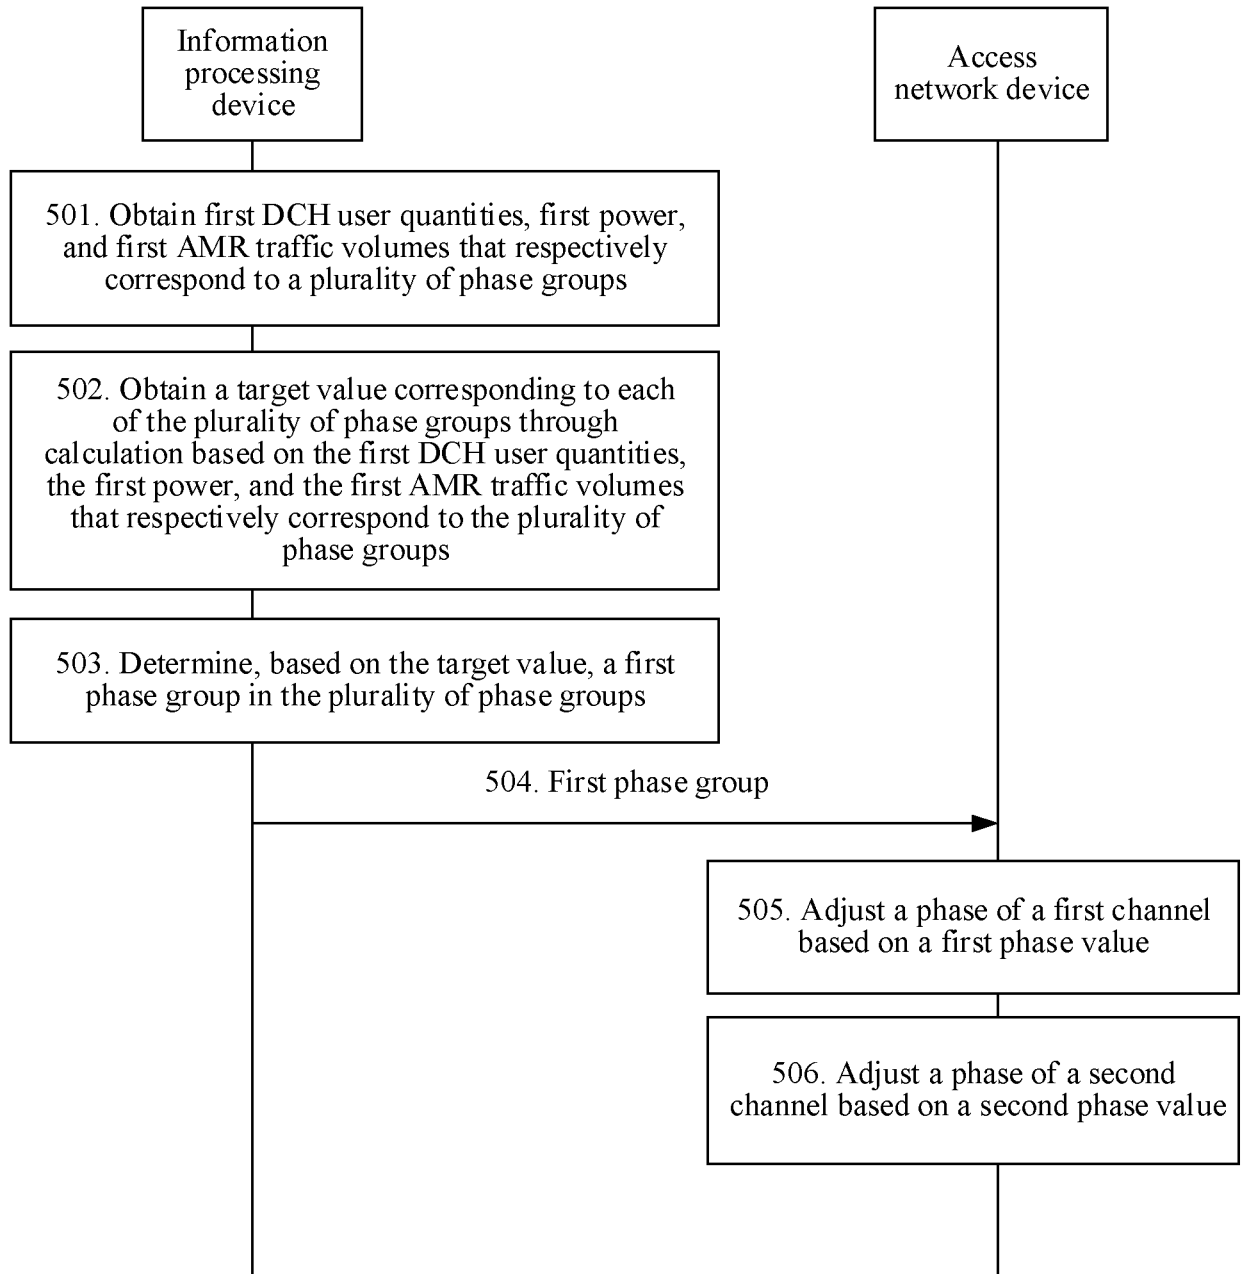 Information
processing
device
Access
network device
501. Obtain first DCH user quantities, first power,
and first AMR traffic volumes that respectively
correspond to a plurality of phase groups
502. Obtain a target value corresponding to each
of the plurality of phase groups through
calculation based on the first DCH user quantities,
the first power, and the first AMR traffic volumes
that respectively correspond to the plurality of
phase groups
503. Determine, based on the target value, a first
phase group in the plurality of phase groups
504. First phase group
505. Adjust a phase of a first channel
based on a first phase value
506. Adjust a phase of a second
channel based on a second phase value